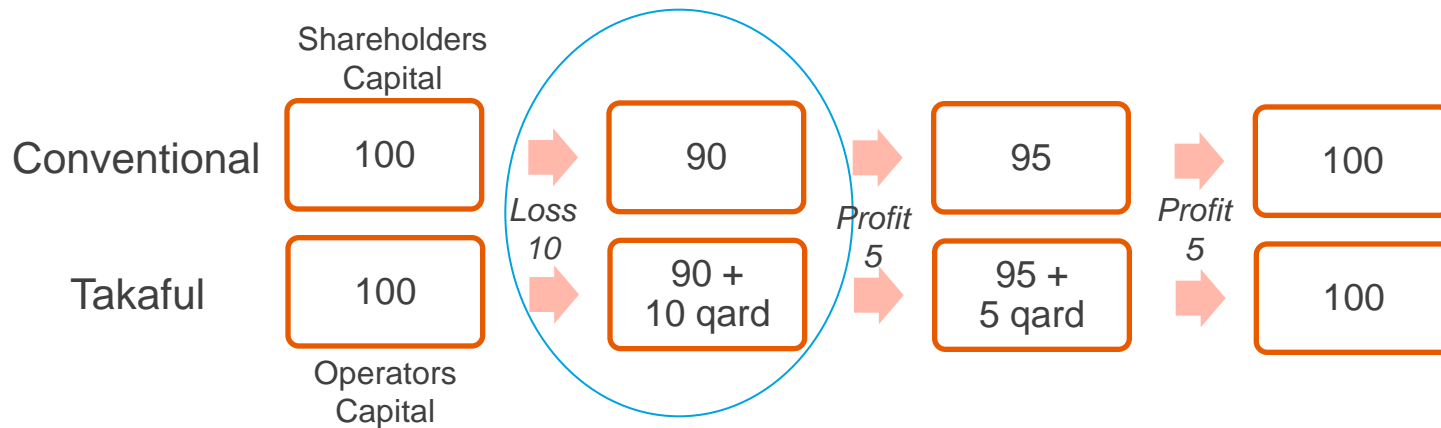 Shareholders
Capital
Conventional
100
90
95
100
Loss
10
Profit
5
Profit
5
Takaful
100
90 +
10 qard
95 +
5 qard
100
Operators
Capital